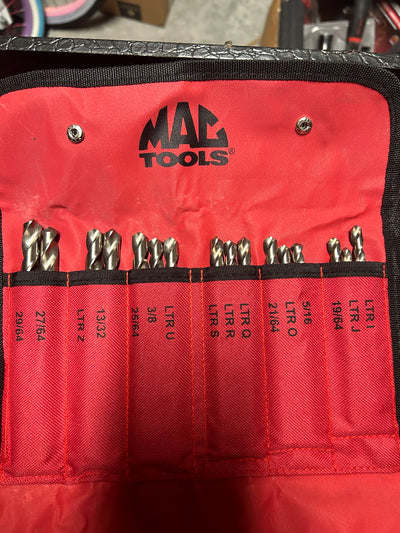 MAC
TOOLS®
29/64
27/64
LTR Z
13/32
25/64
3/8
LTR U
LTR S
LTR R
LTR Q
21/64
LTR O
5/16
19/64
LTR J
LTR I